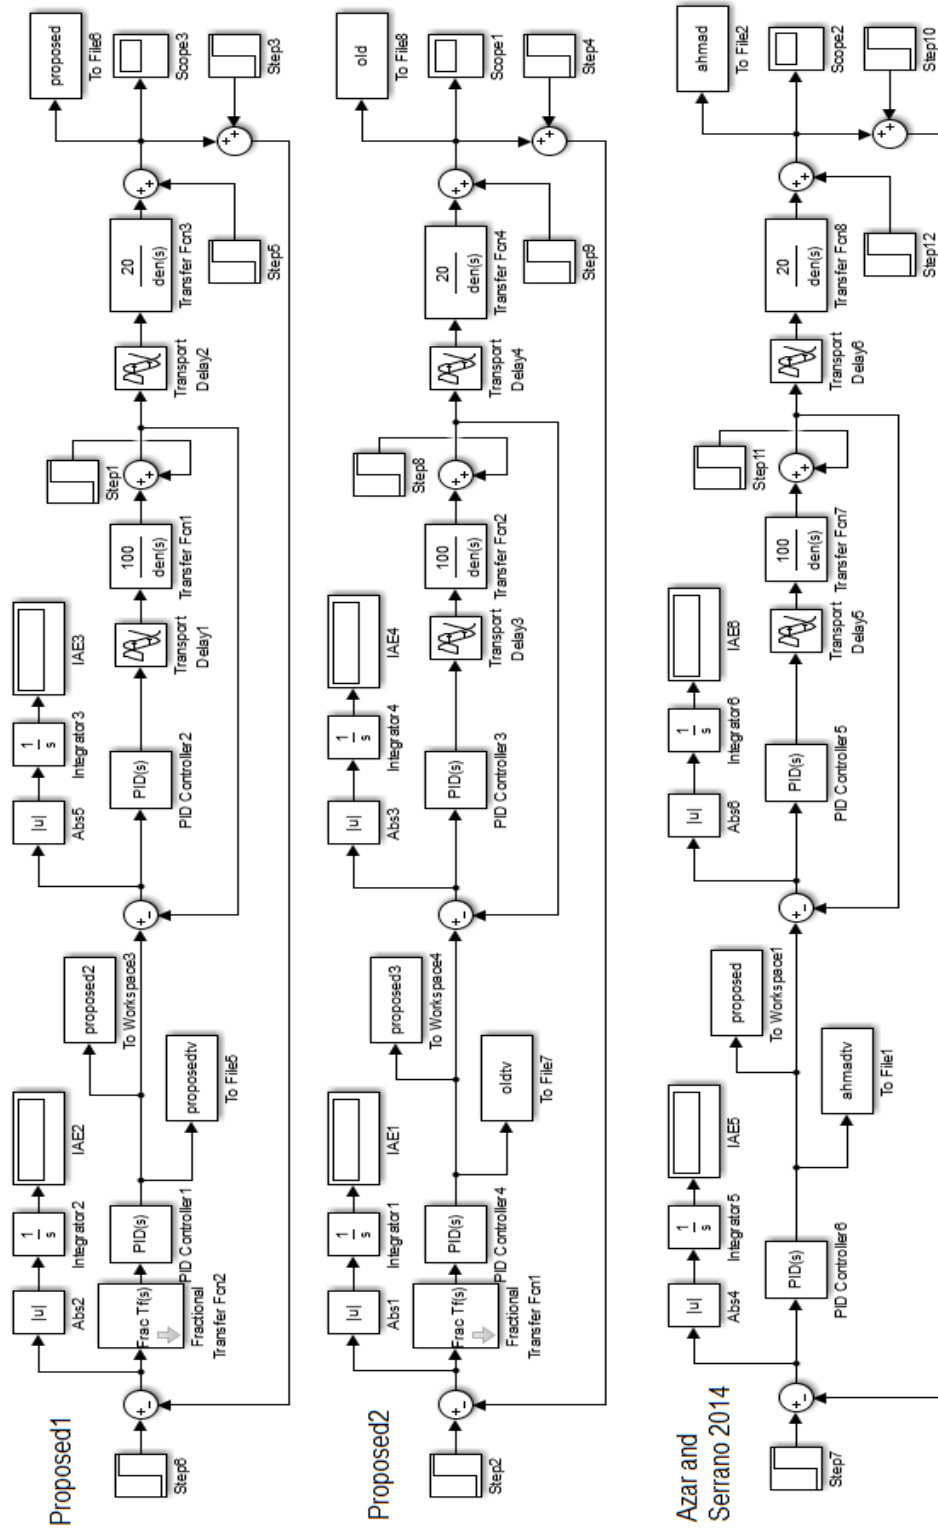 Proposed1
Step6
Abs2
|u|
Integrator2
1
s
IAE2
Frac Tf(s)
Fractional
Transfer Fcn2
PID(s)
PID Controller1
proposed2
To Workspace3
proposedtv
To File5
|u|
Abs5
1
s
Integrator3
IAE3
PID(s)
PID Controller2
Transport
Delay1
100
den(s)
Transfer Fcn1
Step1
+
+
+
-
+
-
Transport
Delay2
20
den(s)
Transfer Fcn3
+
+
Step5
proposed
To File6
Scope3
Step3
+
+
Proposed2
Step2
+
-
|u|
Abs1
1
s
Integrator1
IAE1
Frac Tf(s)
Fractional
Transfer Fcn1
PID(s)
PID Controller4
proposed3
To Workspace4
oldtv
To File7
+
-
|u|
Abs3
1
s
Integrator4
IAE4
PID(s)
PID Controller3
Transport
Delay3
100
den(s)
Transfer Fcn2
Step8
+
+
Transport
Delay4
20
den(s)
Transfer Fcn4
+
+
Step9
old
To File8
Scope1
Step4
+
+
Azar and
Serrano 2014
Step7
+
-
|u|
Abs4
1
s
Integrator5
IAE5
PID(s)
PID Controller6
proposed
To Workspace1
ahmadtv
To File1
+
-
|u|
Abs6
1
s
Integrator6
IAE6
PID(s)
PID Controller5
Transport
Delay5
100
den(s)
Transfer Fcn7
Step11
+
+
Transport
Delay6
20
den(s)
Transfer Fcn8
+
+
Step12
ahmad
To File2
Scope2
Step10
+
+